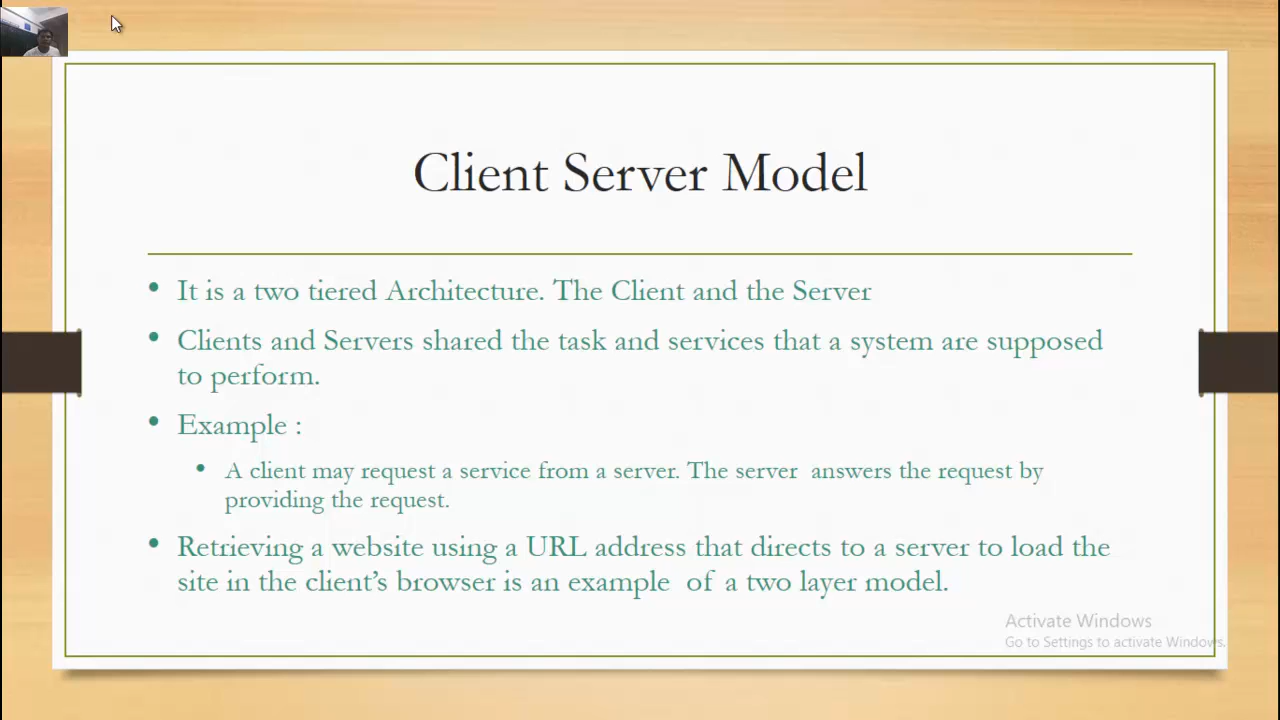 Client Server Model
• It is a two tiered Architecture. The Client and the Server
• Clients and Servers shared the task and services that a system are supposed
to perform.
• Example :
• A client may request a service from a server. The server  answers the request by
providing the request.
• Retrieving a website using a URL address that directs to a server to load the
site in the client’s browser is an example  of a two layer model.
Activate Windows
Go to Settings to activate Windows.